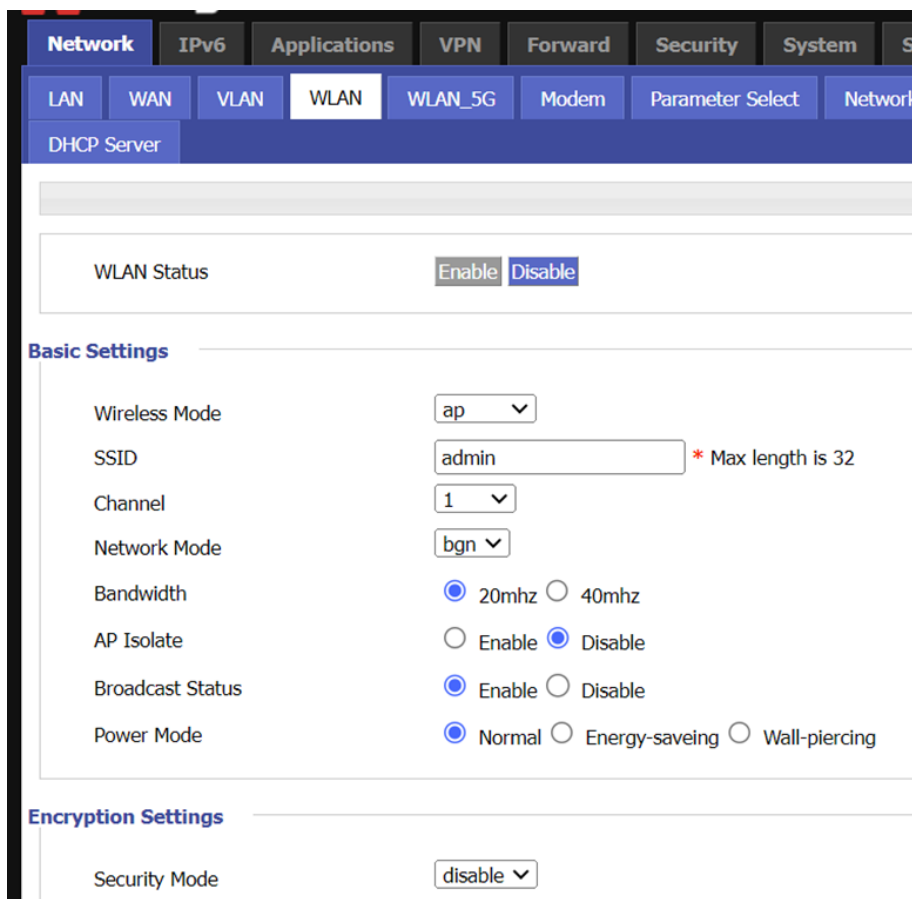 Network IPv6 Applications VPN Forward Security System S
LAN WAN VLAN WLAN WLAN_5G Modem Parameter Select Network
DHCP Server
WLAN Status Enable Disable
Basic Settings
Wireless Mode ap
SSID admin * Max length is 32
Channel 1
Network Mode bgn
Bandwidth 20mhz 40mhz
AP Isolate Enable Disable
Broadcast Status Enable Disable
Power Mode Normal Energy-saveing Wall-piercing
Encryption Settings
Security Mode disable